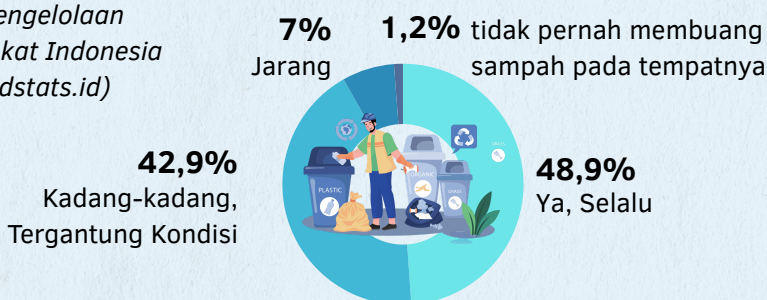 engelolaan
kat Indonesia
dstats.id)
7%
Jarang
1,2% tidak pernah membuang
sampah pada tempatnya
42,9%
Kadang-kadang,
Tergantung Kondisi
48,9%
Ya, Selalu
PLASTIC
ORGANIC
GLASS